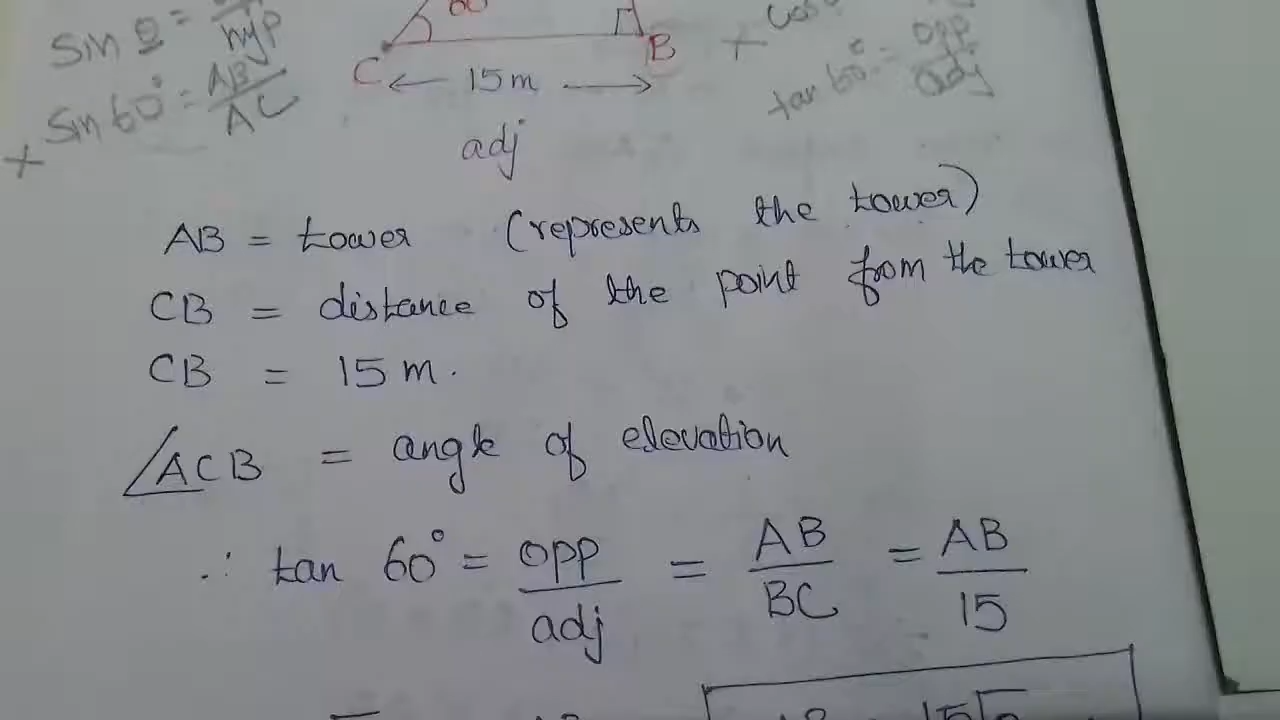 sin θ = /hyp
sin 60° = AB/AC
60
C
B
← 15 m →
adj
cos
tan 60° = opp/adj
AB = tower (represents the tower)
CB = distance of the point from the tower
CB = 15 m.
∠ACB = angle of elevation
∴ tan 60° = opp/adj = AB/BC = AB/15